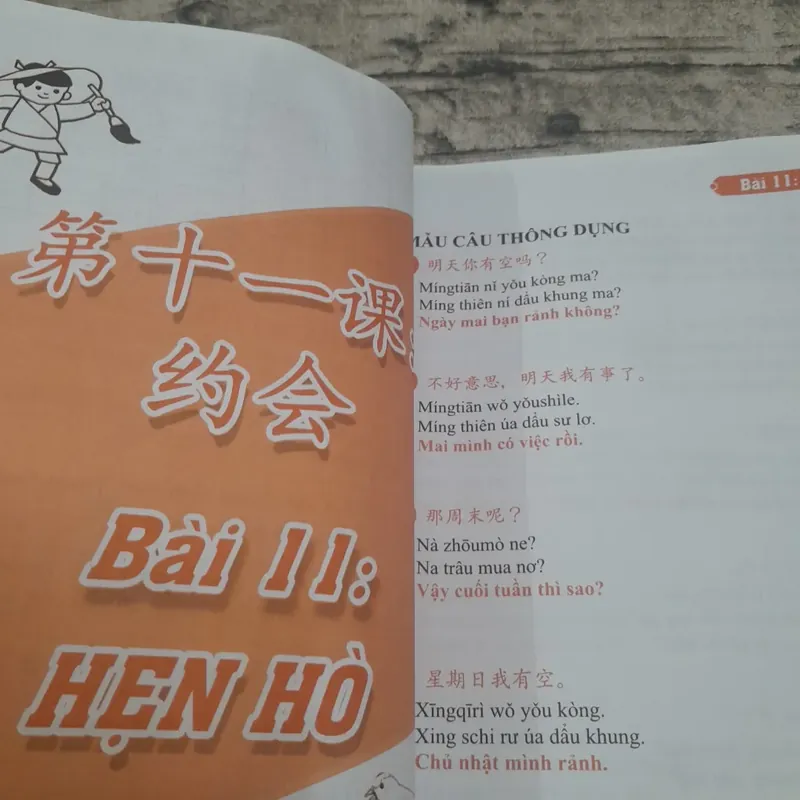 第十一课:
约会
Bài 11:
HẸN HÒ
Bài 11:
MẪU CÂU THÔNG DỤNG
明天你有空吗？
Míngtiān nǐ yǒu kòng ma?
Míng thiên ní dẩu khung ma?
Ngày mai bạn rảnh không?
不好意思，明天我有事了。
Míngtiān wǒ yǒushìle.
Míng thiên ủa dẩu sư lơ.
Mai mình có việc rồi.
那周末呢？
Nà zhōumò ne?
Na trâu mua nơ?
Vậy cuối tuần thì sao?
星期日我有空。
Xīngqīrì wǒ yǒu kòng.
Xing schi rư úa dẩu khung.
Chủ nhật mình rảnh.